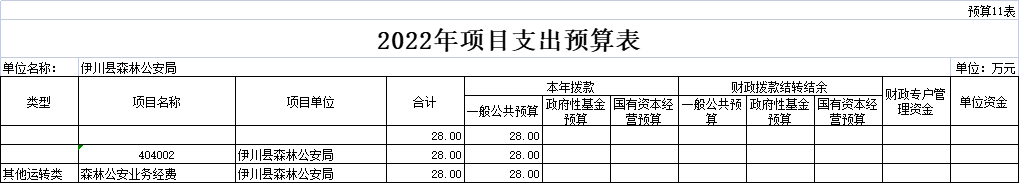 预算11表
2022年项目支出预算表
单位名称： 伊川县森林公安局 单位：万元
类型 项目名称 项目单位 合计 本年拨款 财政拨款结转结余 财政专户管理资金 单位资金
一般公共预算 政府性基金预算 国有资本经营预算 一般公共预算 政府性基金预算 国有资本经营预算
28.00 28.00
404002 伊川县森林公安局 28.00 28.00
其他运转类 森林公安业务经费 伊川县森林公安局 28.00 28.00